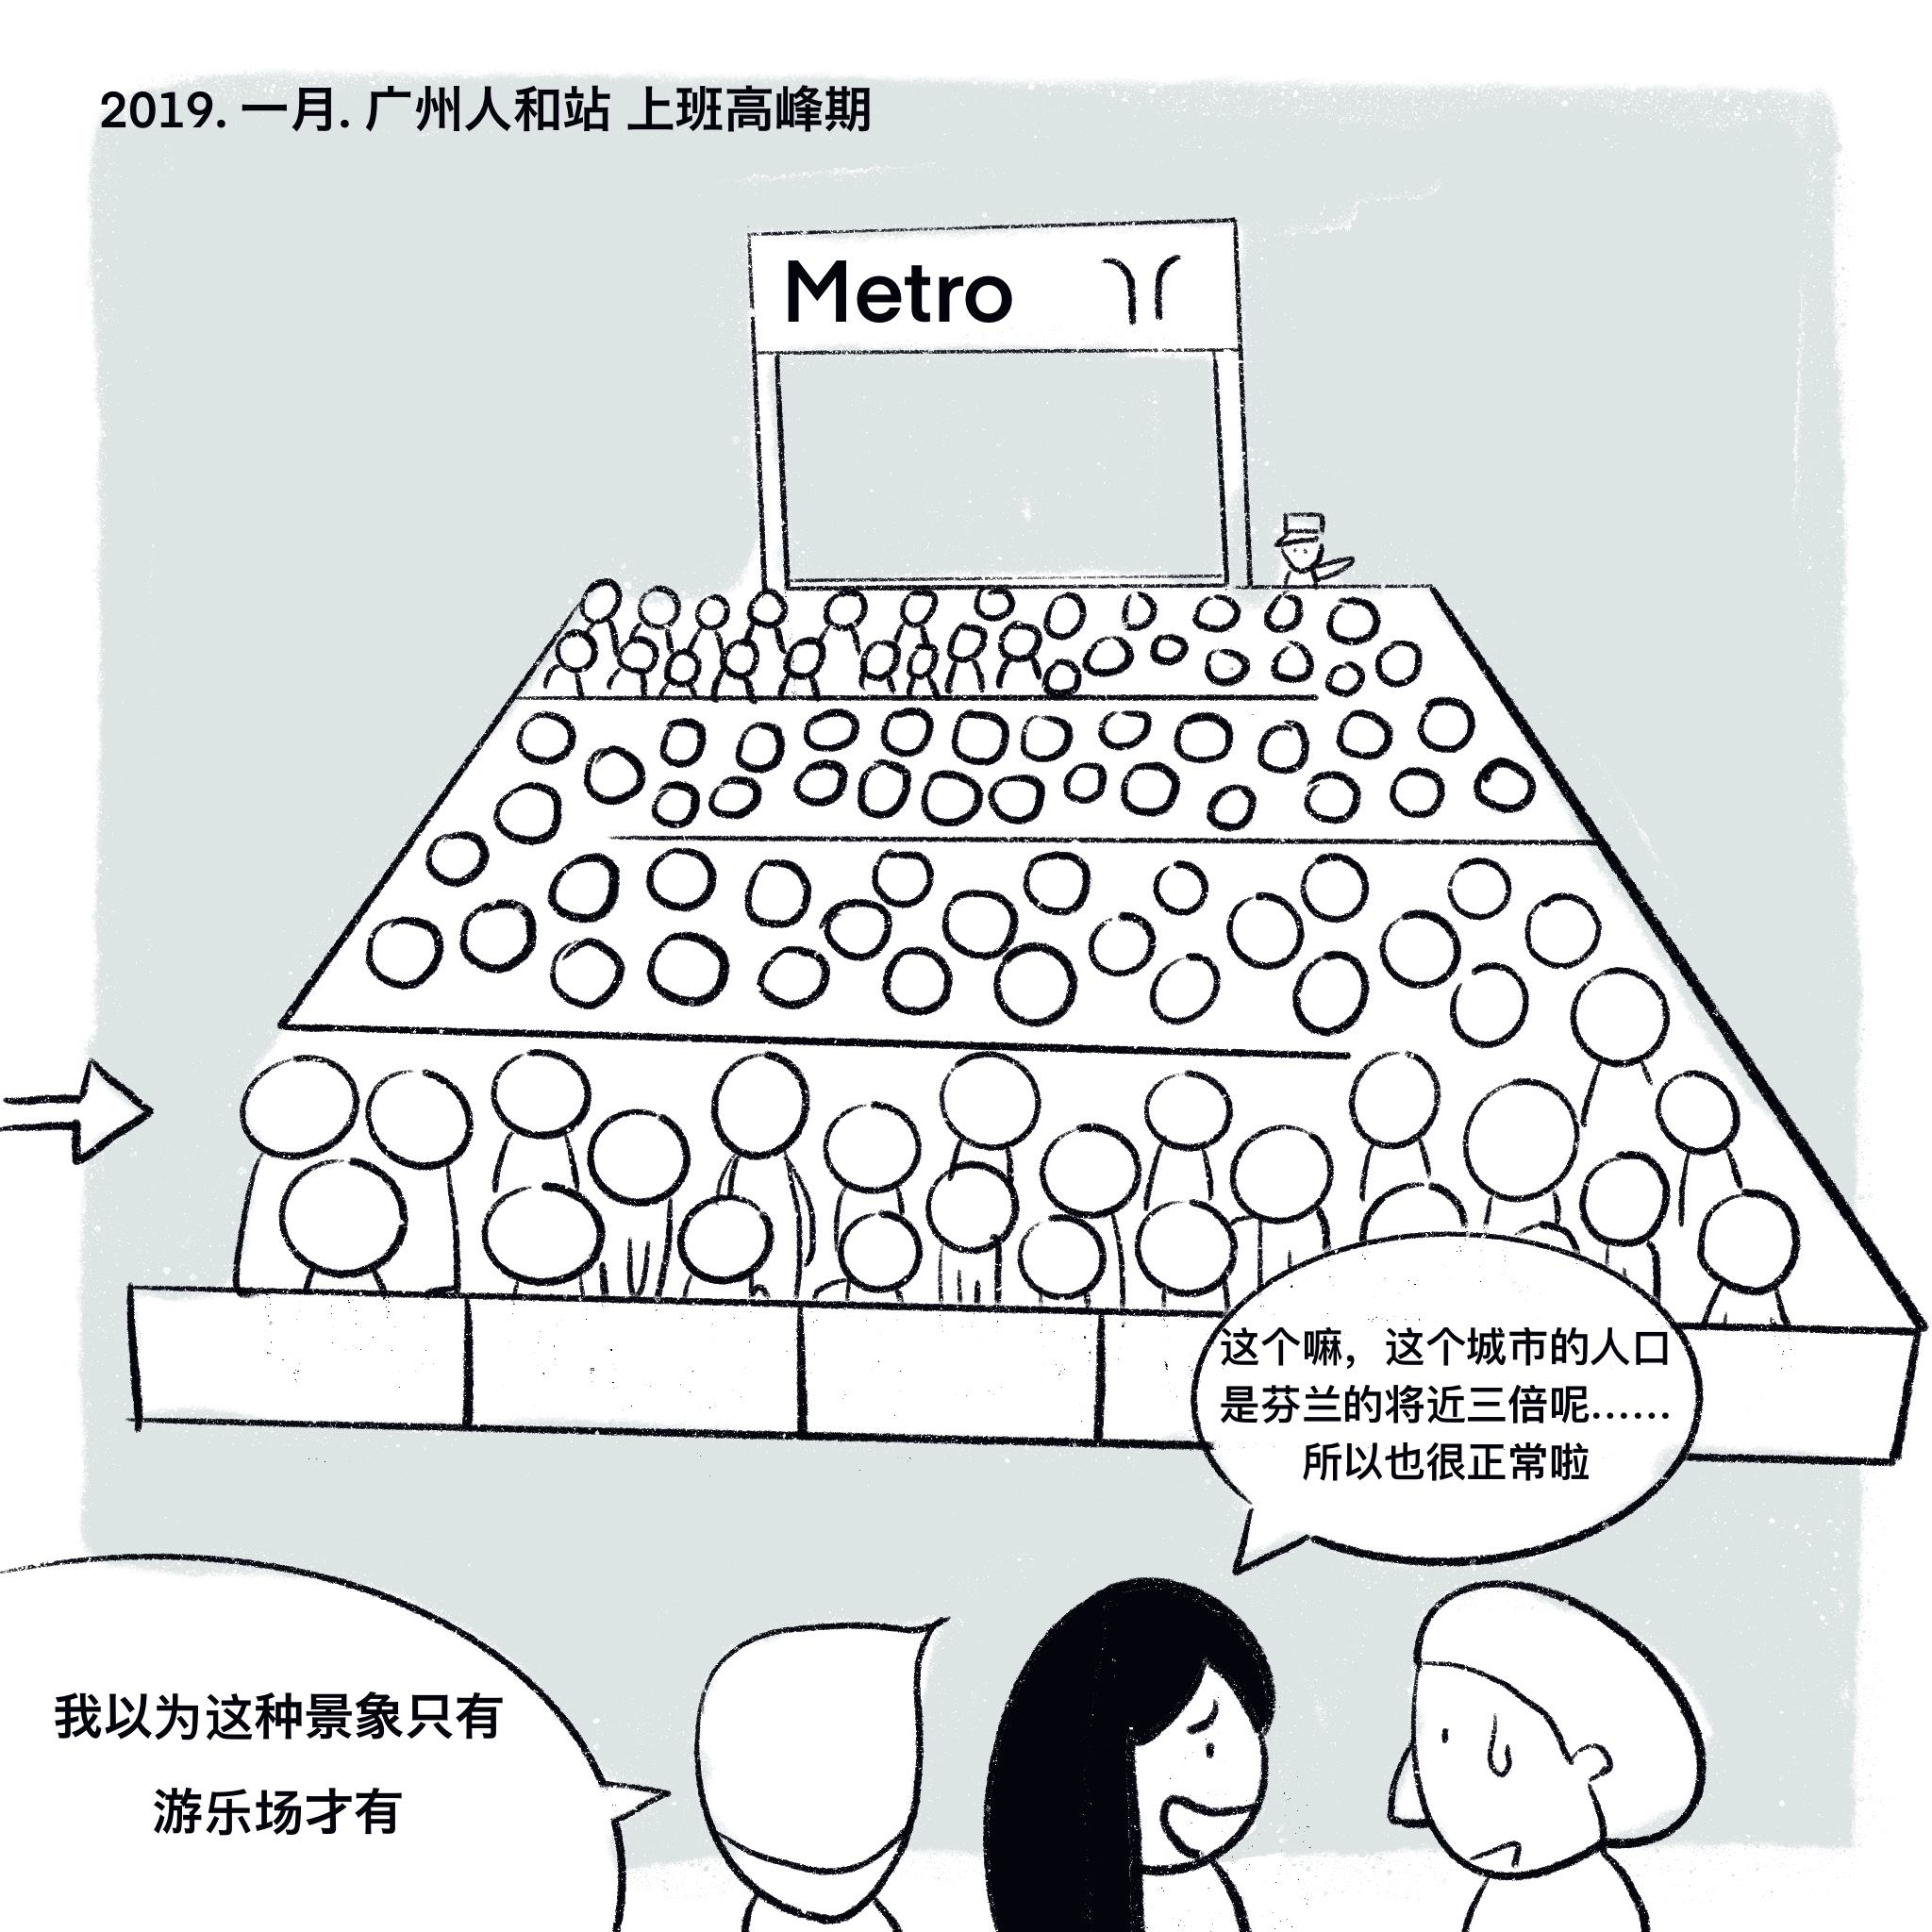 2019. 一月. 广州人和站 上班高峰期
Metro
这个嘛，这个城市的人口
是芬兰的将近三倍呢……
所以也很正常啦
我以为这种景象只有
游乐场才有